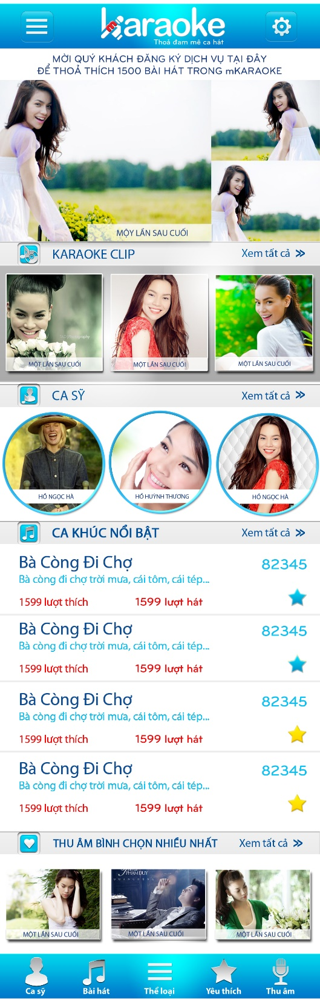 mKaraoke
Thoả đam mê ca hát
MỜI QUÝ KHÁCH ĐĂNG KÝ DỊCH VỤ TẠI ĐÂY
ĐỂ THOẢ THÍCH 1500 BÀI HÁT TRONG mKARAOKE
MỘY LẦN SAU CUỐI
KARAOKE CLIP
Xem tất cả »
MỘT LẦN SAU CUỐI
MỘT LẦN SAU CUỐI
MỘT LẦN SAU CUỐI
CA SỸ
Xem tất cả »
HỒ NGỌC HÀ
HỒ HUỲNH THƯƠNG
HỒ NGỌC HÀ
CA KHÚC NỔI BẬT
Xem tất cả »
Bà Còng Đi Chợ
82345
Bà còng đi chợ trời mưa, cái tôm, cái tép...
1599 lượt thích
1599 lượt hát
Bà Còng Đi Chợ
82345
Bà còng đi chợ trời mưa, cái tôm, cái tép...
1599 lượt thích
1599 lượt hát
Bà Còng Đi Chợ
82345
Bà còng đi chợ trời mưa, cái tôm, cái tép...
1599 lượt thích
1599 lượt hát
Bà Còng Đi Chợ
82345
Bà còng đi chợ trời mưa, cái tôm, cái tép...
1599 lượt thích
1599 lượt hát
THU ÂM BÌNH CHỌN NHIỀU NHẤT
Xem tất cả »
MỘT LẦN SAU CUỐI
PHẠM DUY
MỘT LẦN SAU CUỐI
MỘT LẦN SAU CUỐI
Ca sỹ
Bài hát
Thể loại
Yêu thích
Thu âm